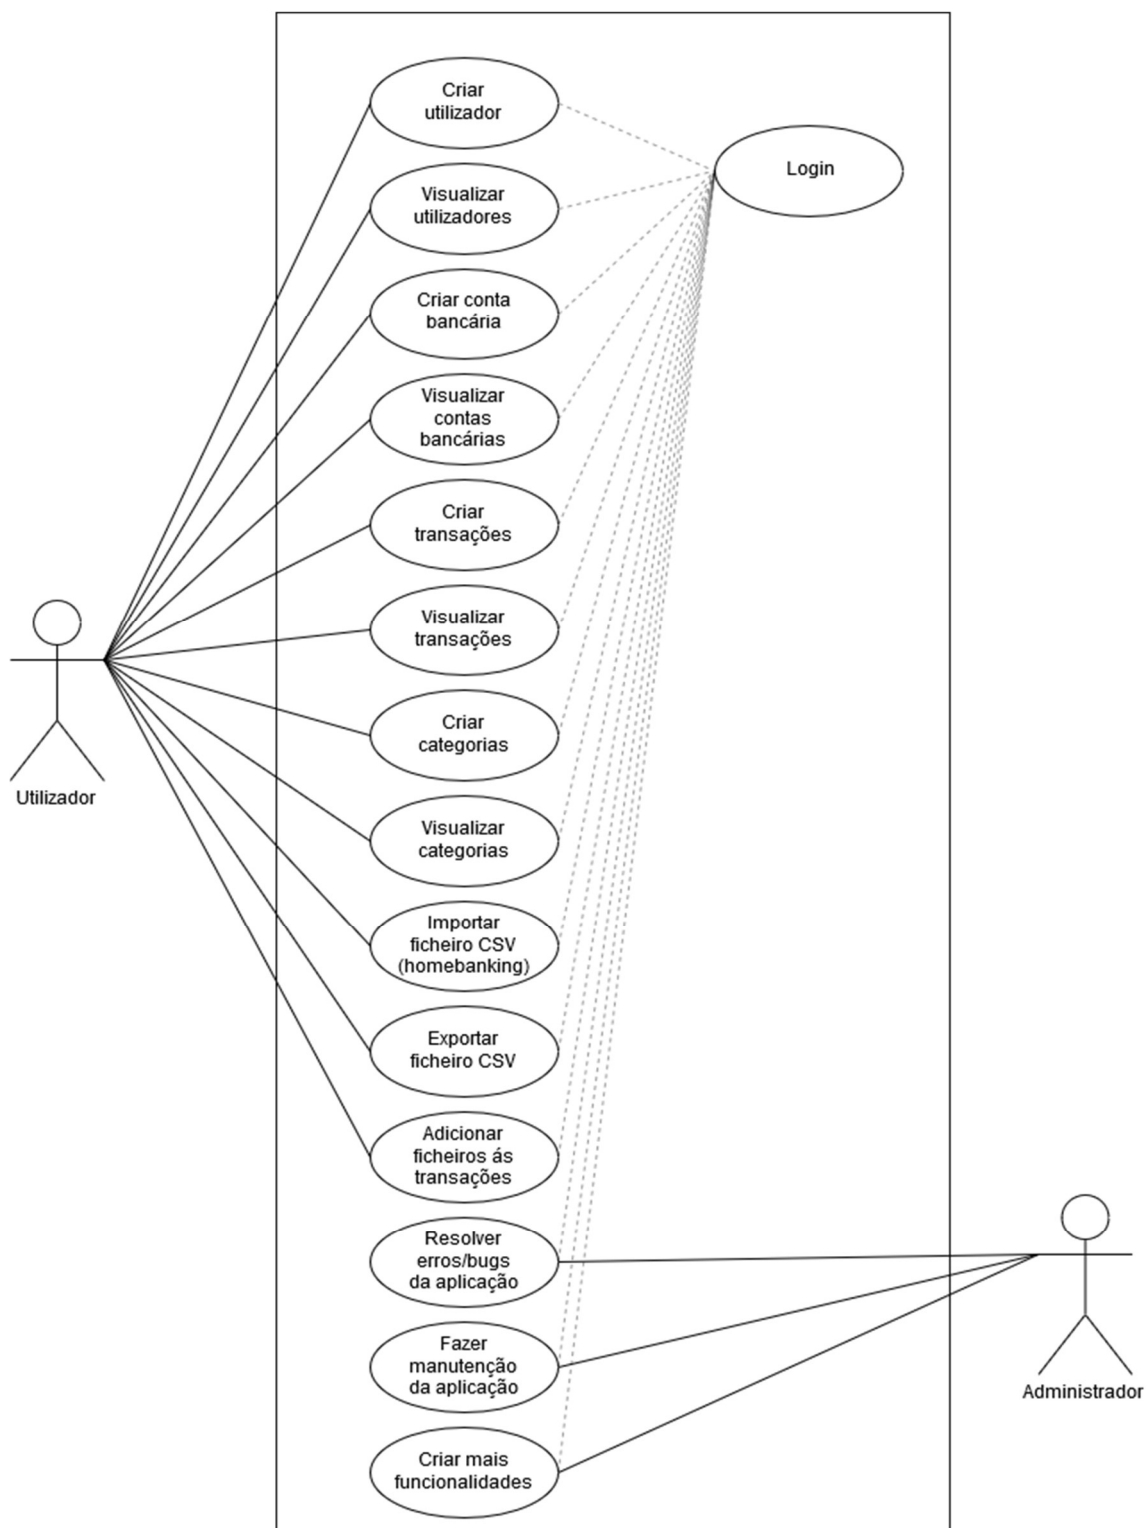 Criar
utilizador
Login
Visualizar
utilizadores
Criar conta
bancária
Visualizar
contas
bancárias
Criar
transações
Visualizar
transações
Criar
categorias
Utilizador
Visualizar
categorias
Importar
ficheiro CSV
(homebanking)
Exportar
ficheiro CSV
Adicionar
ficheiros ás
transações
Resolver
erros/bugs
da aplicação
Fazer
manutenção
da aplicação
Administrador
Criar mais
funcionalidades